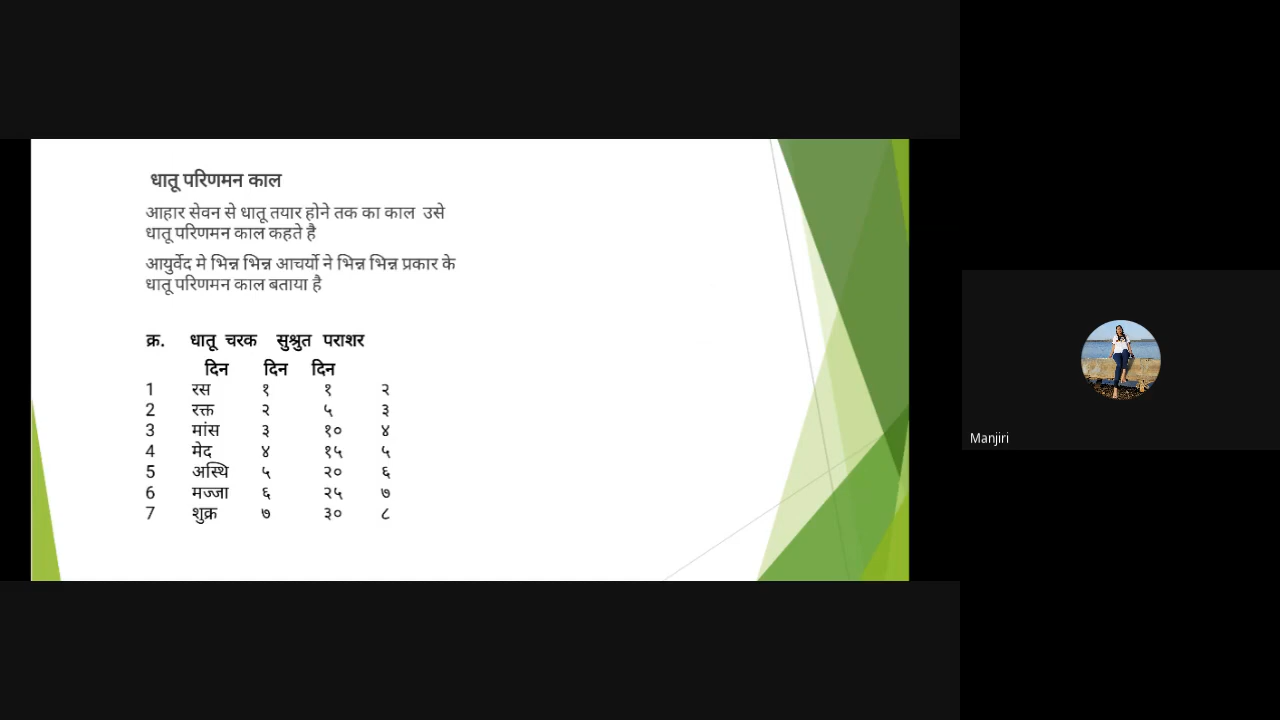 धातू परिणमन काल
आहार सेवन से धातू तयार होने तक का काल उसे
धातू परिणमन काल कहते है
आयुर्वेद मे भिन्न भिन्न आचर्यो ने भिन्न भिन्न प्रकार के
धातू परिणमन काल बताया है
क्र. धातू चरक सुश्रुत पराशर
दिन दिन दिन
1 रस १ १ २
2 रक्त २ ५ ३
3 मांस ३ १० ४
4 मेद ४ १५ ५
5 अस्थि ५ २० ६
6 मज्जा ६ २५ ७
7 शुक्र ७ ३० ८
Manjiri